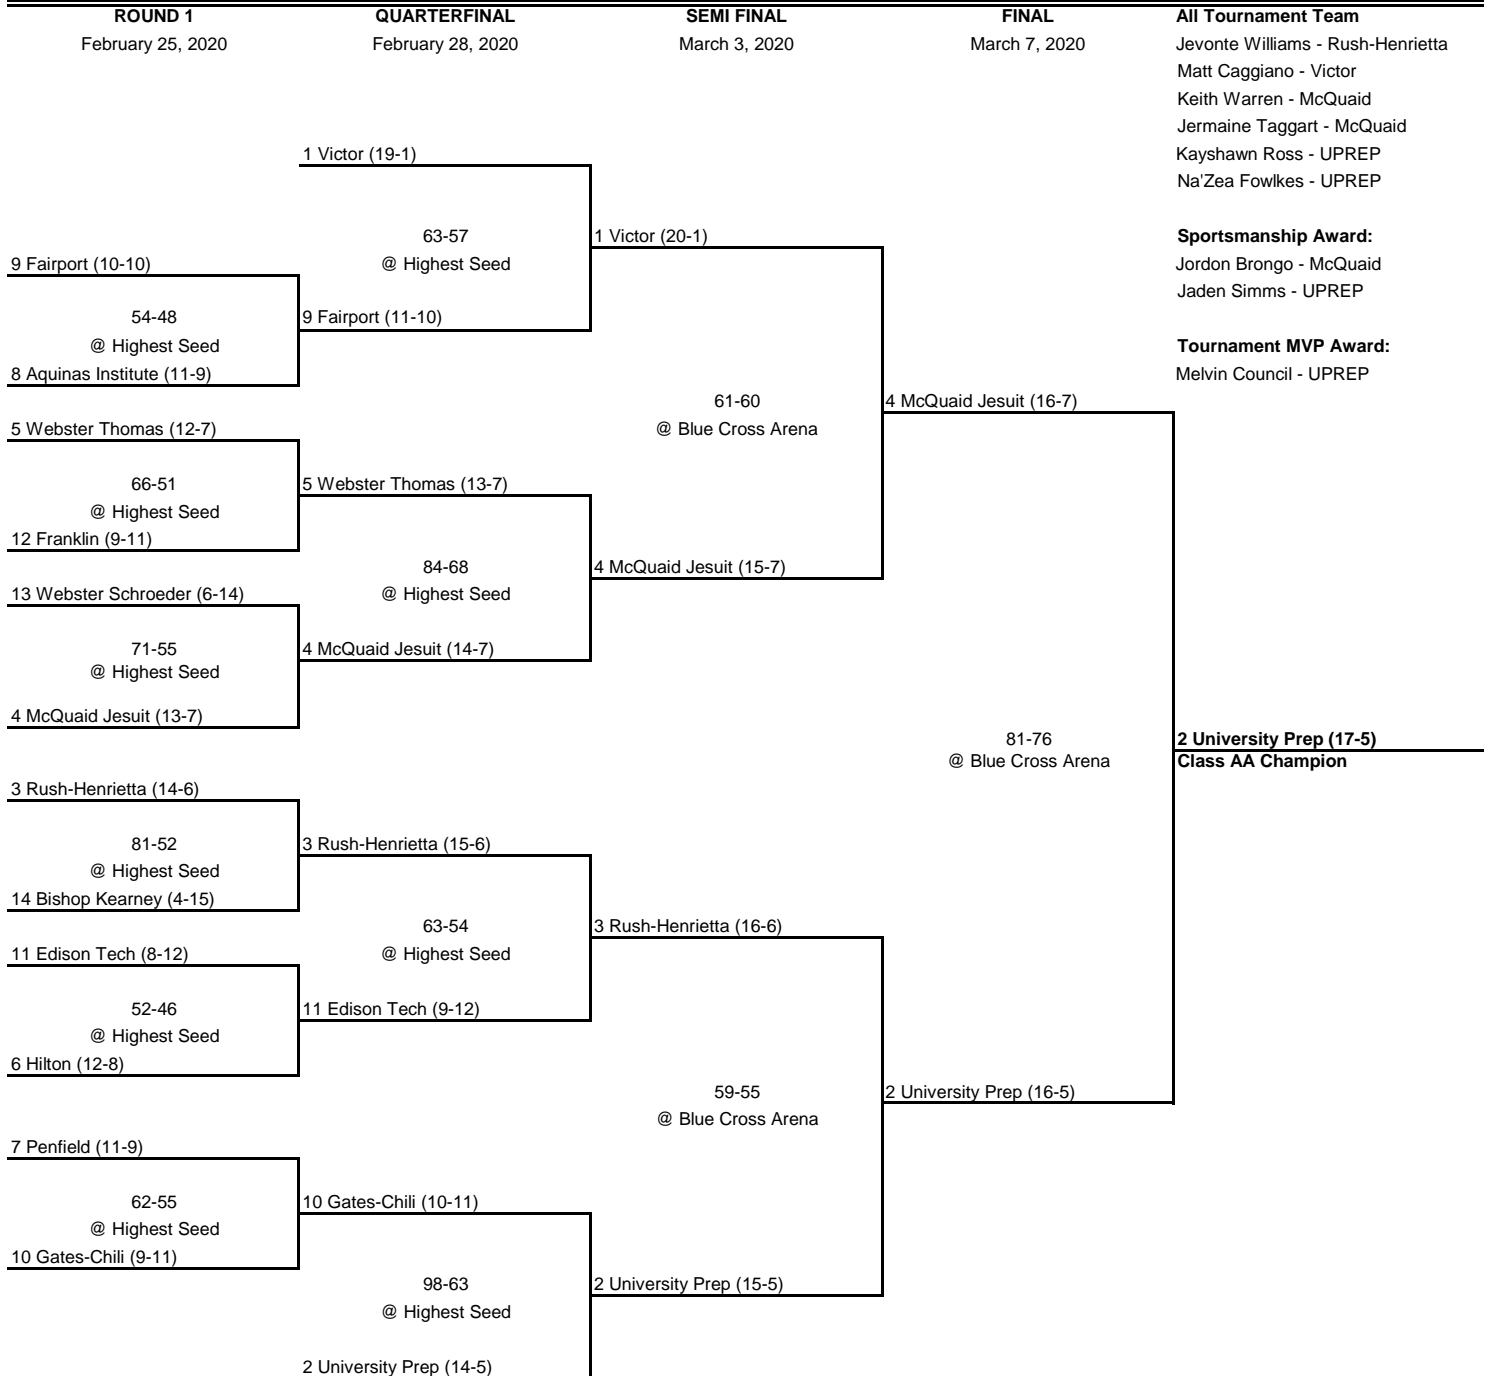 ROUND 1
February 25, 2020
QUARTERFINAL
February 28, 2020
SEMI FINAL
March 3, 2020
FINAL
March 7, 2020
All Tournament Team
Jevonte Williams - Rush-Henrietta
Matt Caggiano - Victor
Keith Warren - McQuaid
Jermaine Taggart - McQuaid
Kayshawn Ross - UPREP
Na'Zea Fowlkes - UPREP
Sportsmanship Award:
Jordon Brongo - McQuaid
Jaden Simms - UPREP
Tournament MVP Award:
Melvin Council - UPREP
9 Fairport (10-10)
54-48
@ Highest Seed
8 Aquinas Institute (11-9)
5 Webster Thomas (12-7)
66-51
@ Highest Seed
12 Franklin (9-11)
13 Webster Schroeder (6-14)
71-55
@ Highest Seed
4 McQuaid Jesuit (13-7)
3 Rush-Henrietta (14-6)
81-52
@ Highest Seed
14 Bishop Kearney (4-15)
11 Edison Tech (8-12)
52-46
@ Highest Seed
6 Hilton (12-8)
7 Penfield (11-9)
62-55
@ Highest Seed
10 Gates-Chili (9-11)
1 Victor (19-1)
63-57
@ Highest Seed
9 Fairport (11-10)
5 Webster Thomas (13-7)
84-68
@ Highest Seed
4 McQuaid Jesuit (14-7)
3 Rush-Henrietta (15-6)
63-54
@ Highest Seed
11 Edison Tech (9-12)
10 Gates-Chili (10-11)
98-63
@ Highest Seed
2 University Prep (14-5)
1 Victor (20-1)
61-60
@ Blue Cross Arena
4 McQuaid Jesuit (15-7)
3 Rush-Henrietta (16-6)
59-55
@ Blue Cross Arena
2 University Prep (15-5)
4 McQuaid Jesuit (16-7)
81-76
@ Blue Cross Arena
2 University Prep (16-5)
2 University Prep (17-5)
Class AA Champion